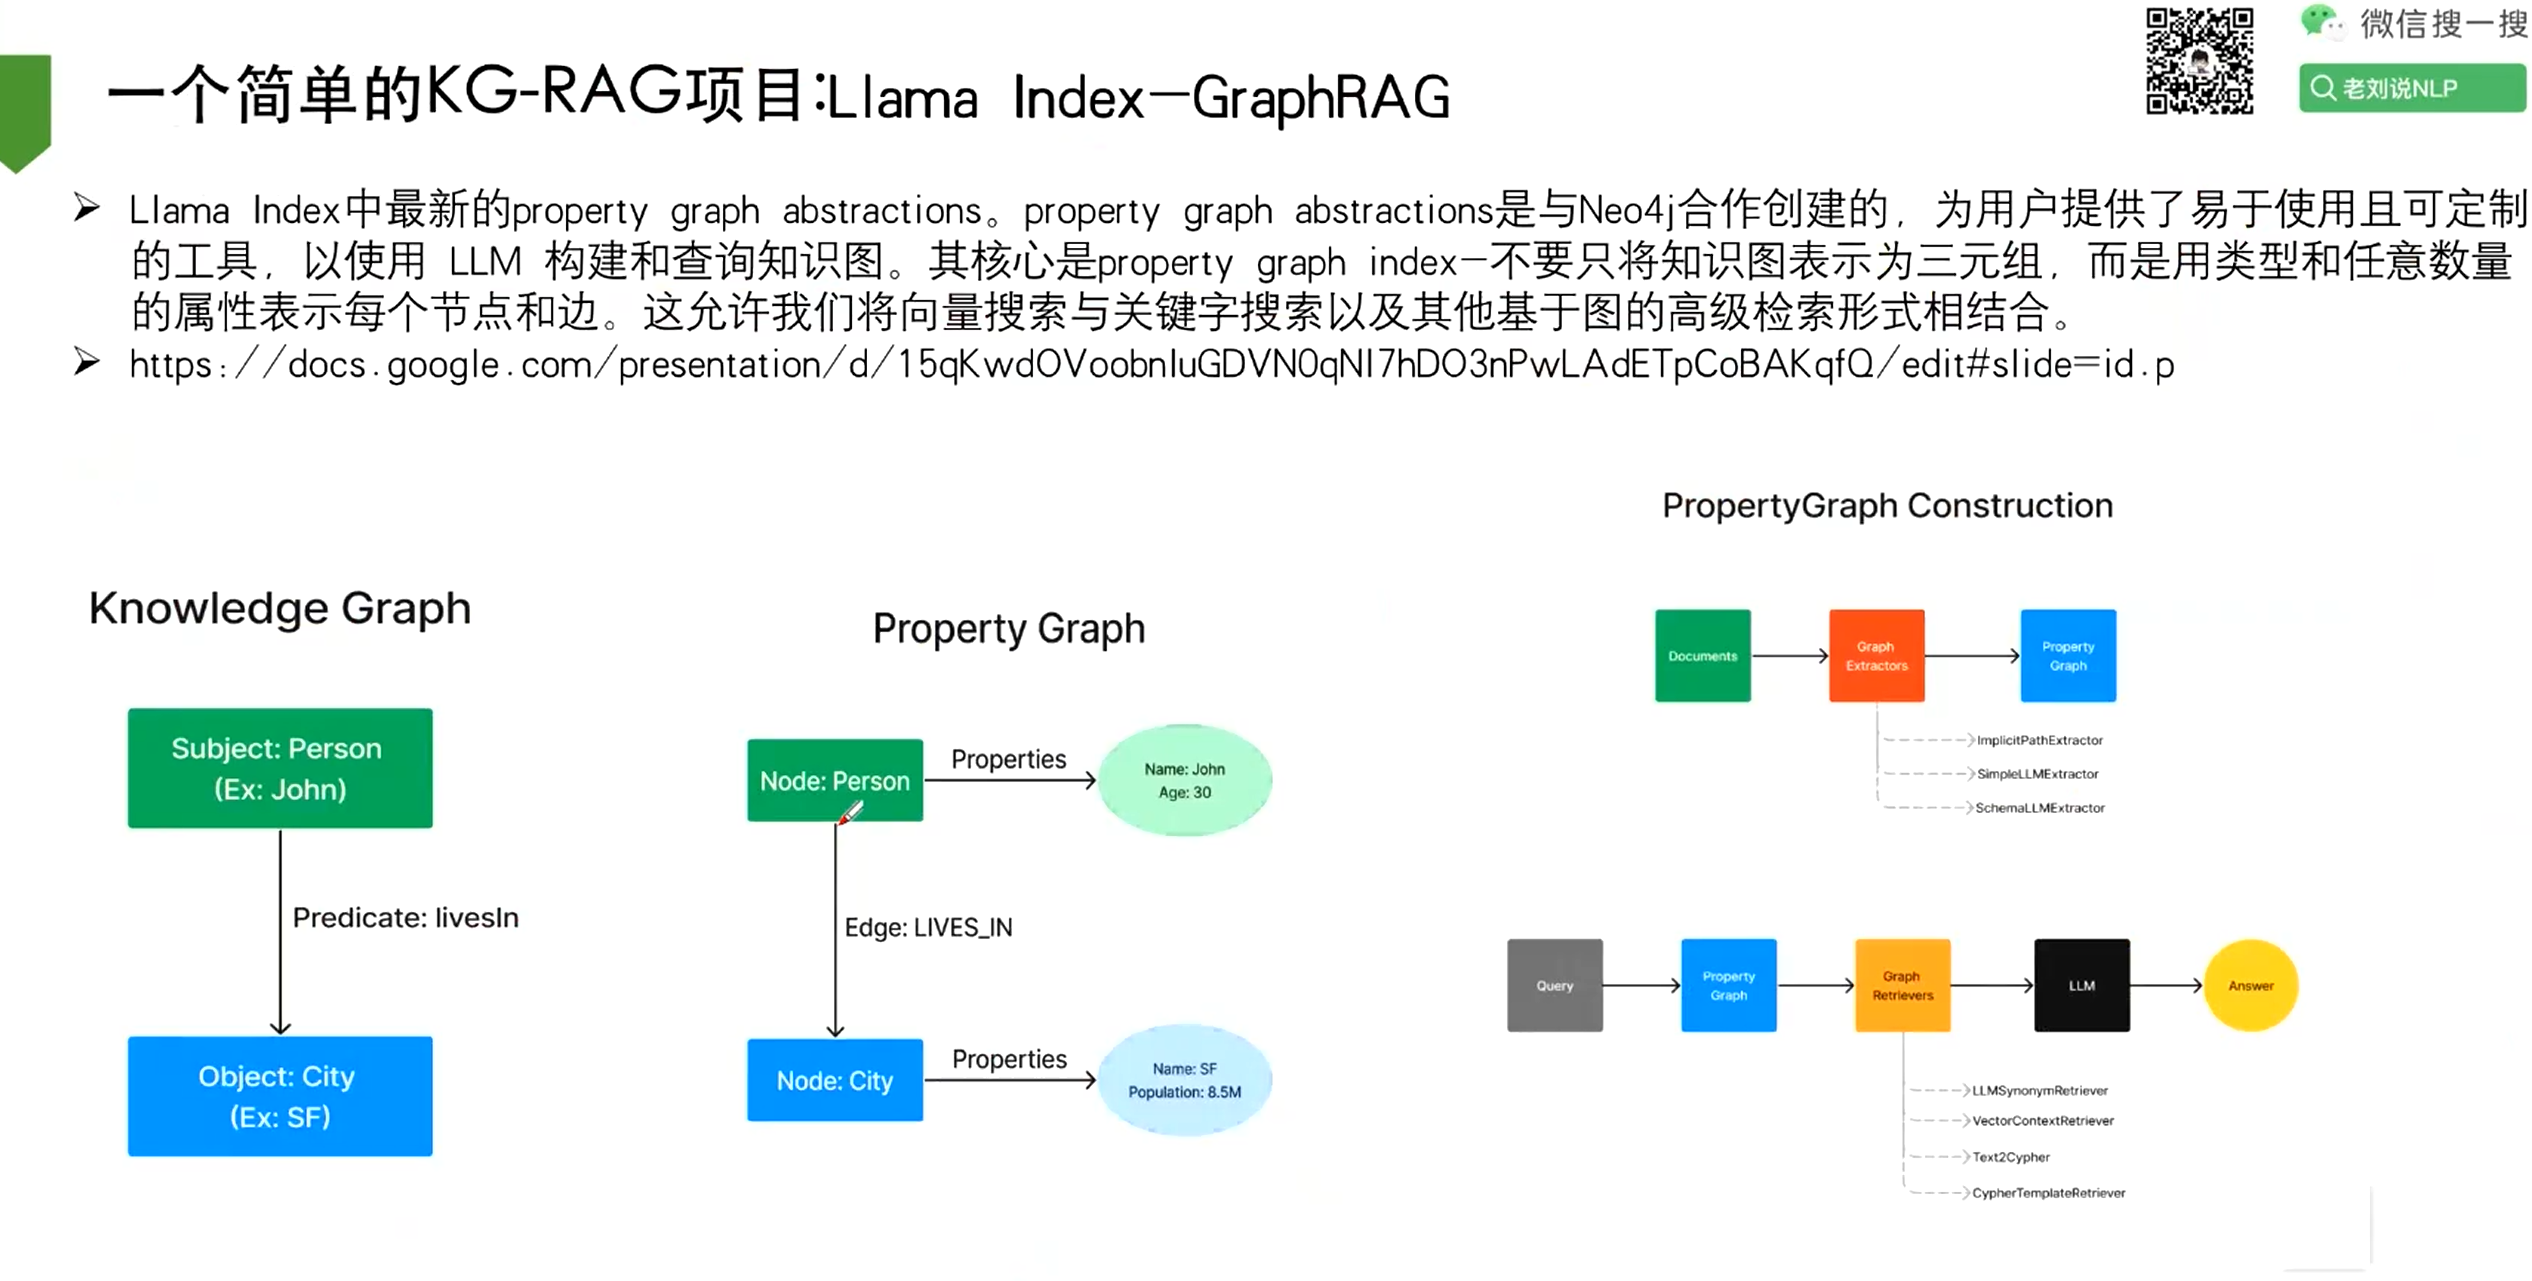 微信搜一搜
老刘说NLP
一个简单的KG-RAG项目:Llama Index—GraphRAG
Llama Index中最新的property graph abstractions。property graph abstractions是与Neo4j合作创建的，为用户提供了易于使用且可定制
的工具，以使用 LLM 构建和查询知识图。其核心是property graph index—不要只将知识图表示为三元组，而是用类型和任意数量
的属性表示每个节点和边。这允许我们将向量搜索与关键字搜索以及其他基于图的高级检索形式相结合。
https://docs.google.com/presentation/d/15qKwdOVoobnIuGDVN0qNI7hDO3nPwLAdETpCoBAKqfQ/edit#slide=id.p
Knowledge Graph
Subject: Person
(Ex: John)
Predicate: livesIn
Object: City
(Ex: SF)
Property Graph
Node: Person
Properties
Name: John
Age: 30
Edge: LIVES_IN
Node: City
Properties
Name: SF
Population: 8.5M
PropertyGraph Construction
Documents
Graph
Extractors
Property
Graph
ImplicitPathExtractor
SimpleLLMExtractor
SchemaLLMExtractor
Query
Property
Graph
Graph
Retrievers
LLM
Answer
LLMSynonymRetriever
VectorContextRetriever
Text2Cypher
CypherTemplateRetriever